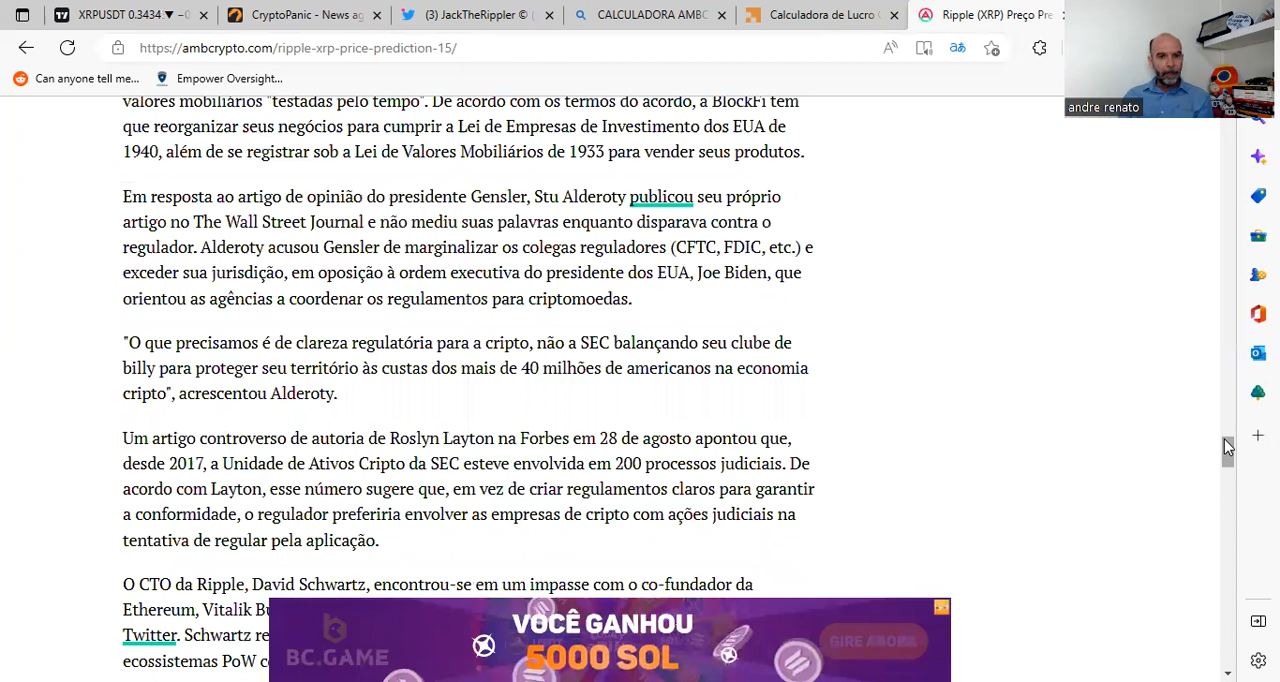 XRPUSDT 0.3434 ▼ −0
CryptoPanic - News ag
(3) JackTheRippler © (
CALCULADORA AMBC
Calculadora de Lucro
Ripple (XRP) Preço Pre
https://ambcrypto.com/ripple-xrp-price-prediction-15/
Can anyone tell me...
Empower Oversight...
andre renato
valores mobiliários "testadas pelo tempo". De acordo com os termos do acordo, a BlockFi tem
que reorganizar seus negócios para cumprir a Lei de Empresas de Investimento dos EUA de
1940, além de se registrar sob a Lei de Valores Mobiliários de 1933 para vender seus produtos.
Em resposta ao artigo de opinião do presidente Gensler, Stu Alderoty publicou seu próprio
artigo no The Wall Street Journal e não mediu suas palavras enquanto disparava contra o
regulador. Alderoty acusou Gensler de marginalizar os colegas reguladores (CFTC, FDIC, etc.) e
exceder sua jurisdição, em oposição à ordem executiva do presidente dos EUA, Joe Biden, que
orientou as agências a coordenar os regulamentos para criptomoedas.
"O que precisamos é de clareza regulatória para a cripto, não a SEC balançando seu clube de
billy para proteger seu território às custas dos mais de 40 milhões de americanos na economia
cripto", acrescentou Alderoty.
Um artigo controverso de autoria de Roslyn Layton na Forbes em 28 de agosto apontou que,
desde 2017, a Unidade de Ativos Cripto da SEC esteve envolvida em 200 processos judiciais. De
acordo com Layton, esse número sugere que, em vez de criar regulamentos claros para garantir
a conformidade, o regulador preferiria envolver as empresas de cripto com ações judiciais na
tentativa de regular pela aplicação.
O CTO da Ripple, David Schwartz, encontrou-se em um impasse com o co-fundador da
Ethereum, Vitalik Bu
Twitter. Schwartz re
ecossistemas PoW c
BC.GAME
VOCÊ GANHOU
5000 SOL
GIRE AGORA